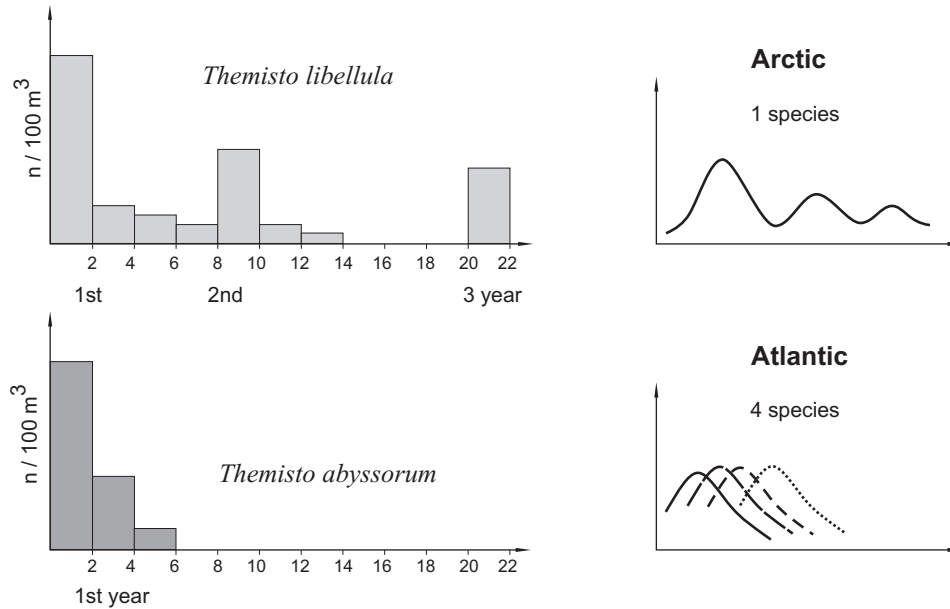 Themisto libellula
n / 100 m³
2 4 6 8 10 12 14 16 18 20 22
1st 2nd 3 year
Arctic
1 species
Themisto abyssorum
n / 100 m³
2 4 6 8 10 12 14 16 18 20 22
1st year
Atlantic
4 species